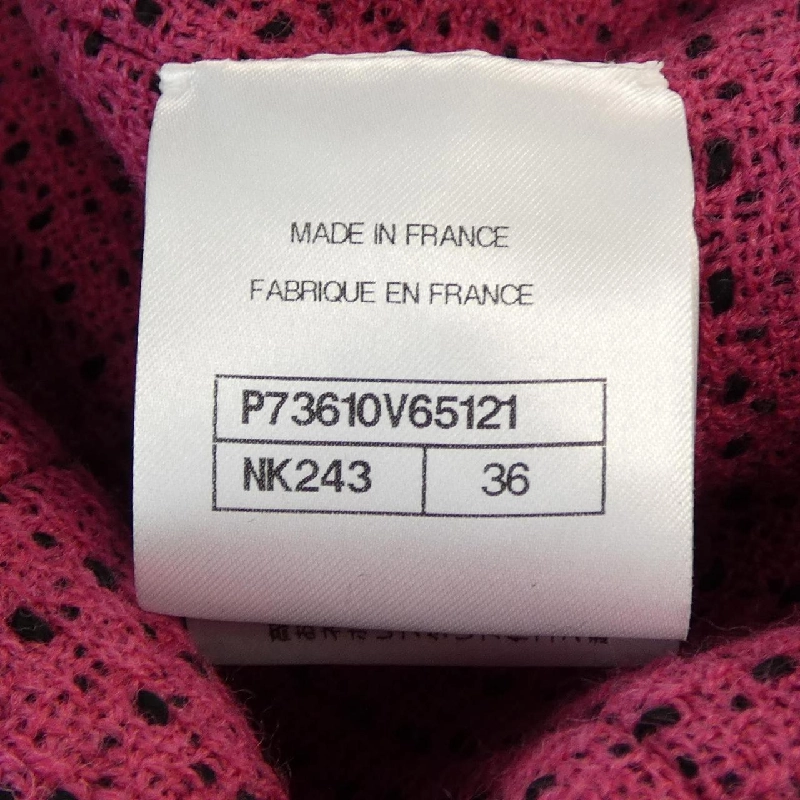 MADE IN FRANCE
FABRIQUE EN FRANCE
P73610V65121
NK243 36